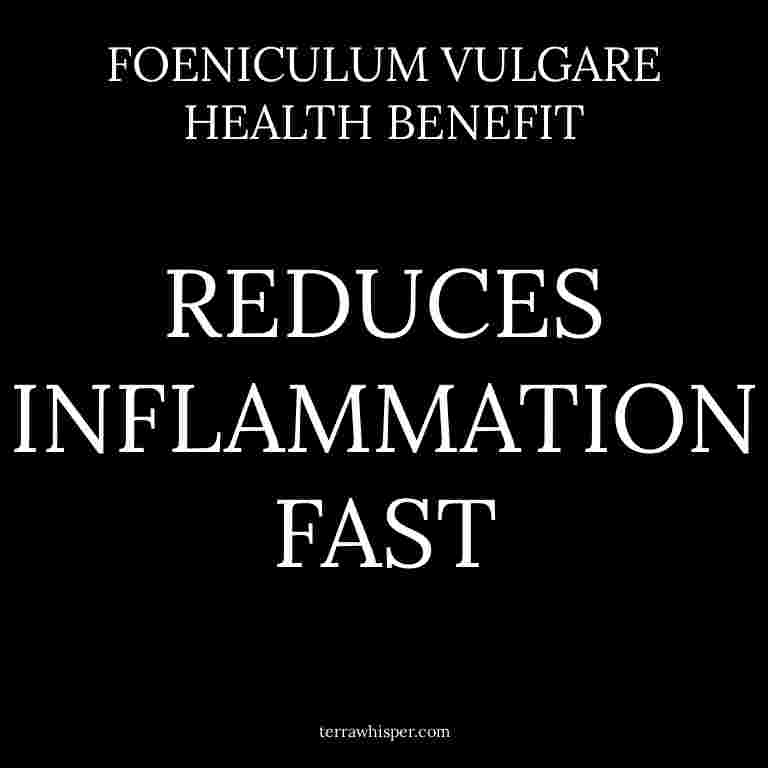 FOENICULUM VULGARE
HEALTH BENEFIT
REDUCES
INFLAMMATION
FAST
terrawhisper.com